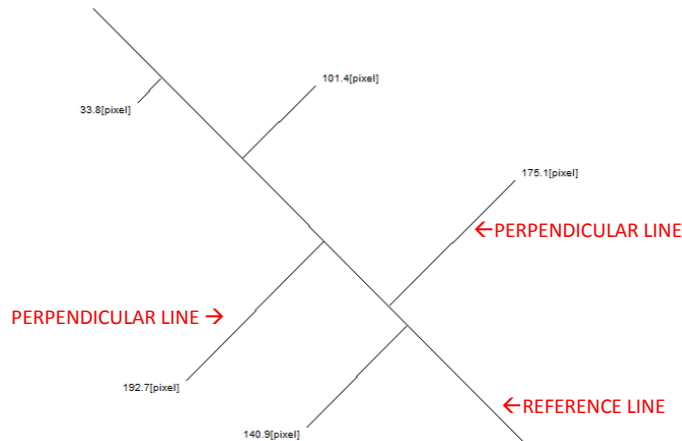 101.4[pixel]
33.8[pixel]
175.1[pixel]
←PERPENDICULAR LINE
PERPENDICULAR LINE →
192.7[pixel]
←REFERENCE LINE
140.9[pixel]